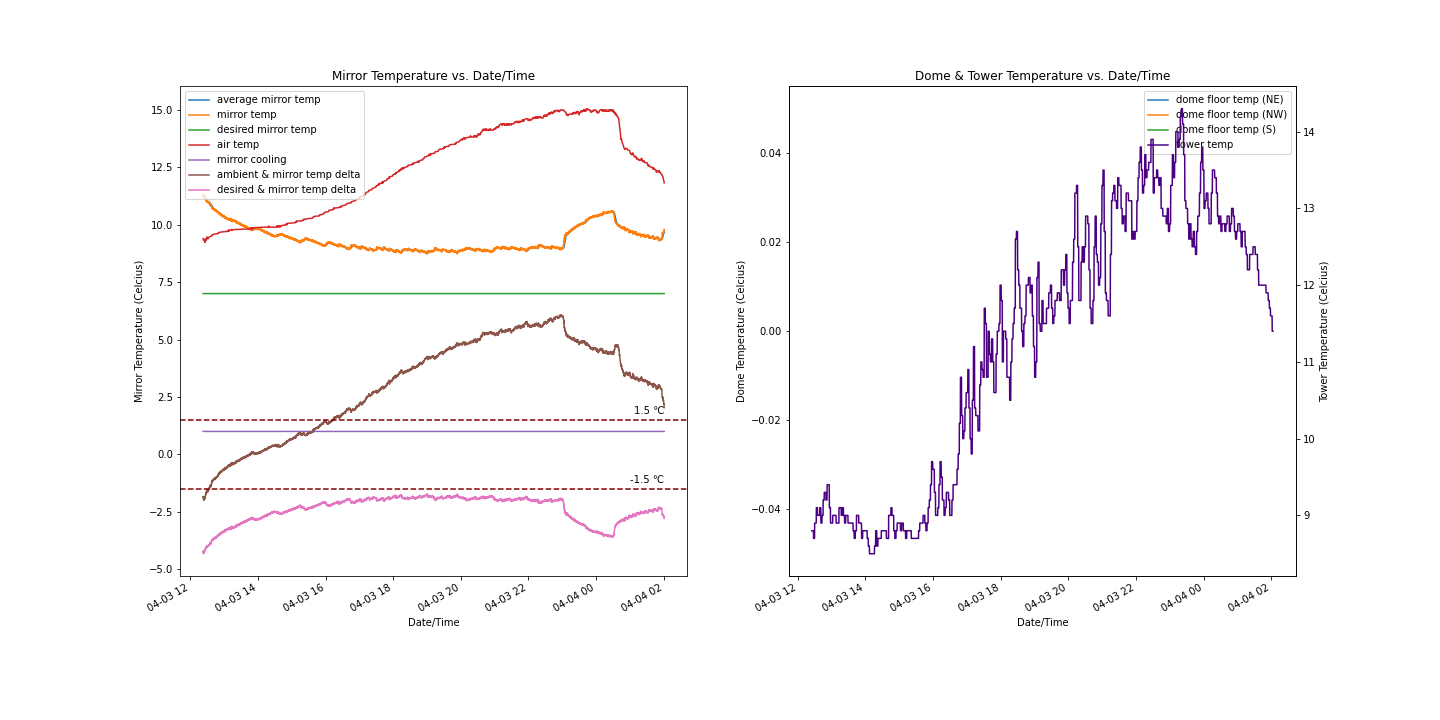 Mirror Temperature vs. Date/Time
average mirror temp
mirror temp
desired mirror temp
air temp
mirror cooling
ambient & mirror temp delta
desired & mirror temp delta
15.0
12.5
10.0
7.5
5.0
2.5
0.0
−2.5
−5.0
Mirror Temperature (Celcius)
1.5 °C
-1.5 °C
04-03 12
04-03 14
04-03 16
04-03 18
04-03 20
04-03 22
04-04 00
04-04 02
Date/Time
Dome & Tower Temperature vs. Date/Time
dome floor temp (NE)
dome floor temp (NW)
dome floor temp (S)
tower temp
0.04
0.02
0.00
−0.02
−0.04
Dome Temperature (Celcius)
14
13
12
11
10
9
Tower Temperature (Celcius)
04-03 12
04-03 14
04-03 16
04-03 18
04-03 20
04-03 22
04-04 00
04-04 02
Date/Time